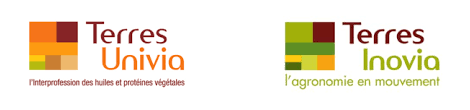 Terres
Univia
l'Interprofession des huiles et protéines végétales
Terres
Inovia
l'agronomie en mouvement